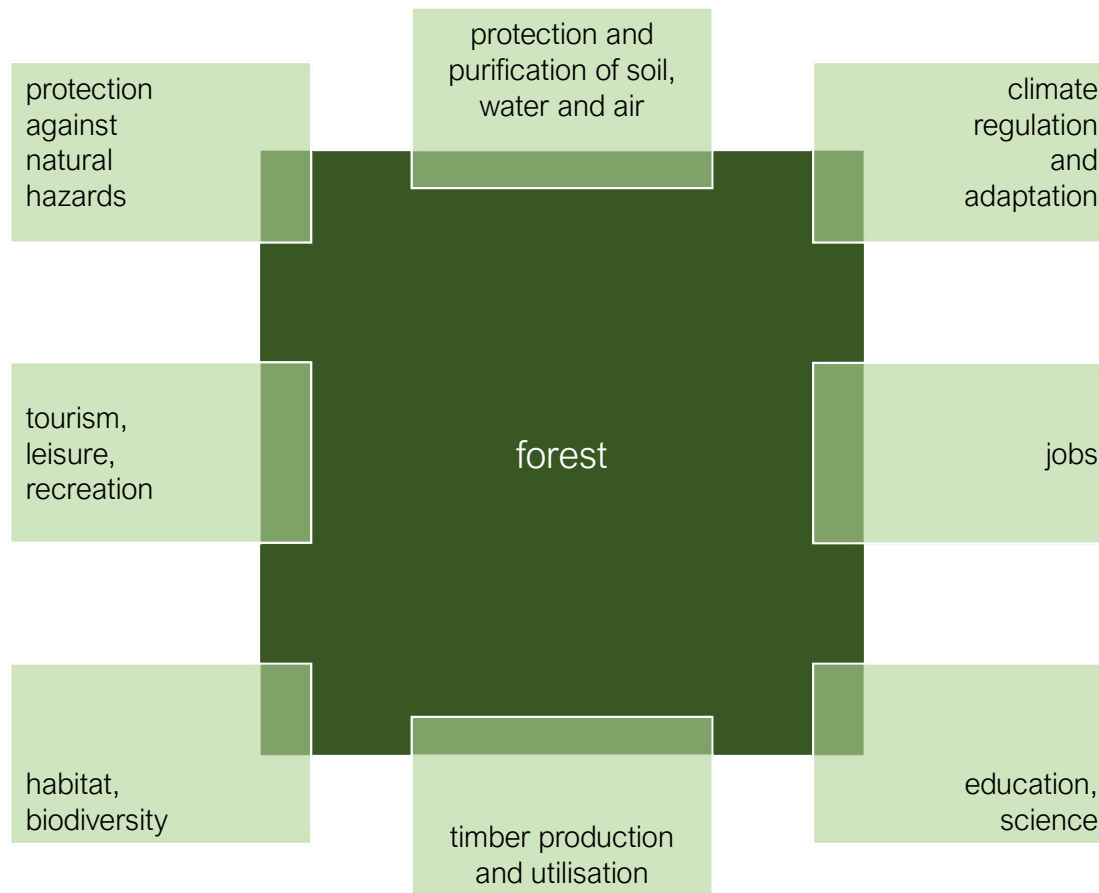 protection and
purification of soil,
water and air
protection
against
natural
hazards
climate
regulation
and
adaptation
tourism,
leisure,
recreation
forest
jobs
habitat,
biodiversity
timber production
and utilisation
education,
science